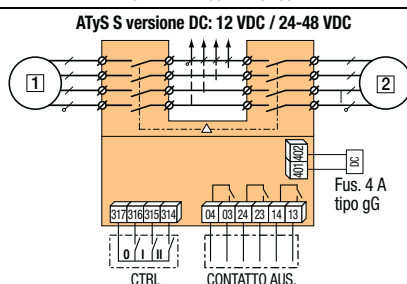 ATyS S versione DC: 12 VDC / 24-48 VDC
1
2
401 402
DC
Fus. 4 A
tipo gG
317 316 315 314
04 03 24 23 14 13
0 I II
CTRL
CONTATTO AUS.